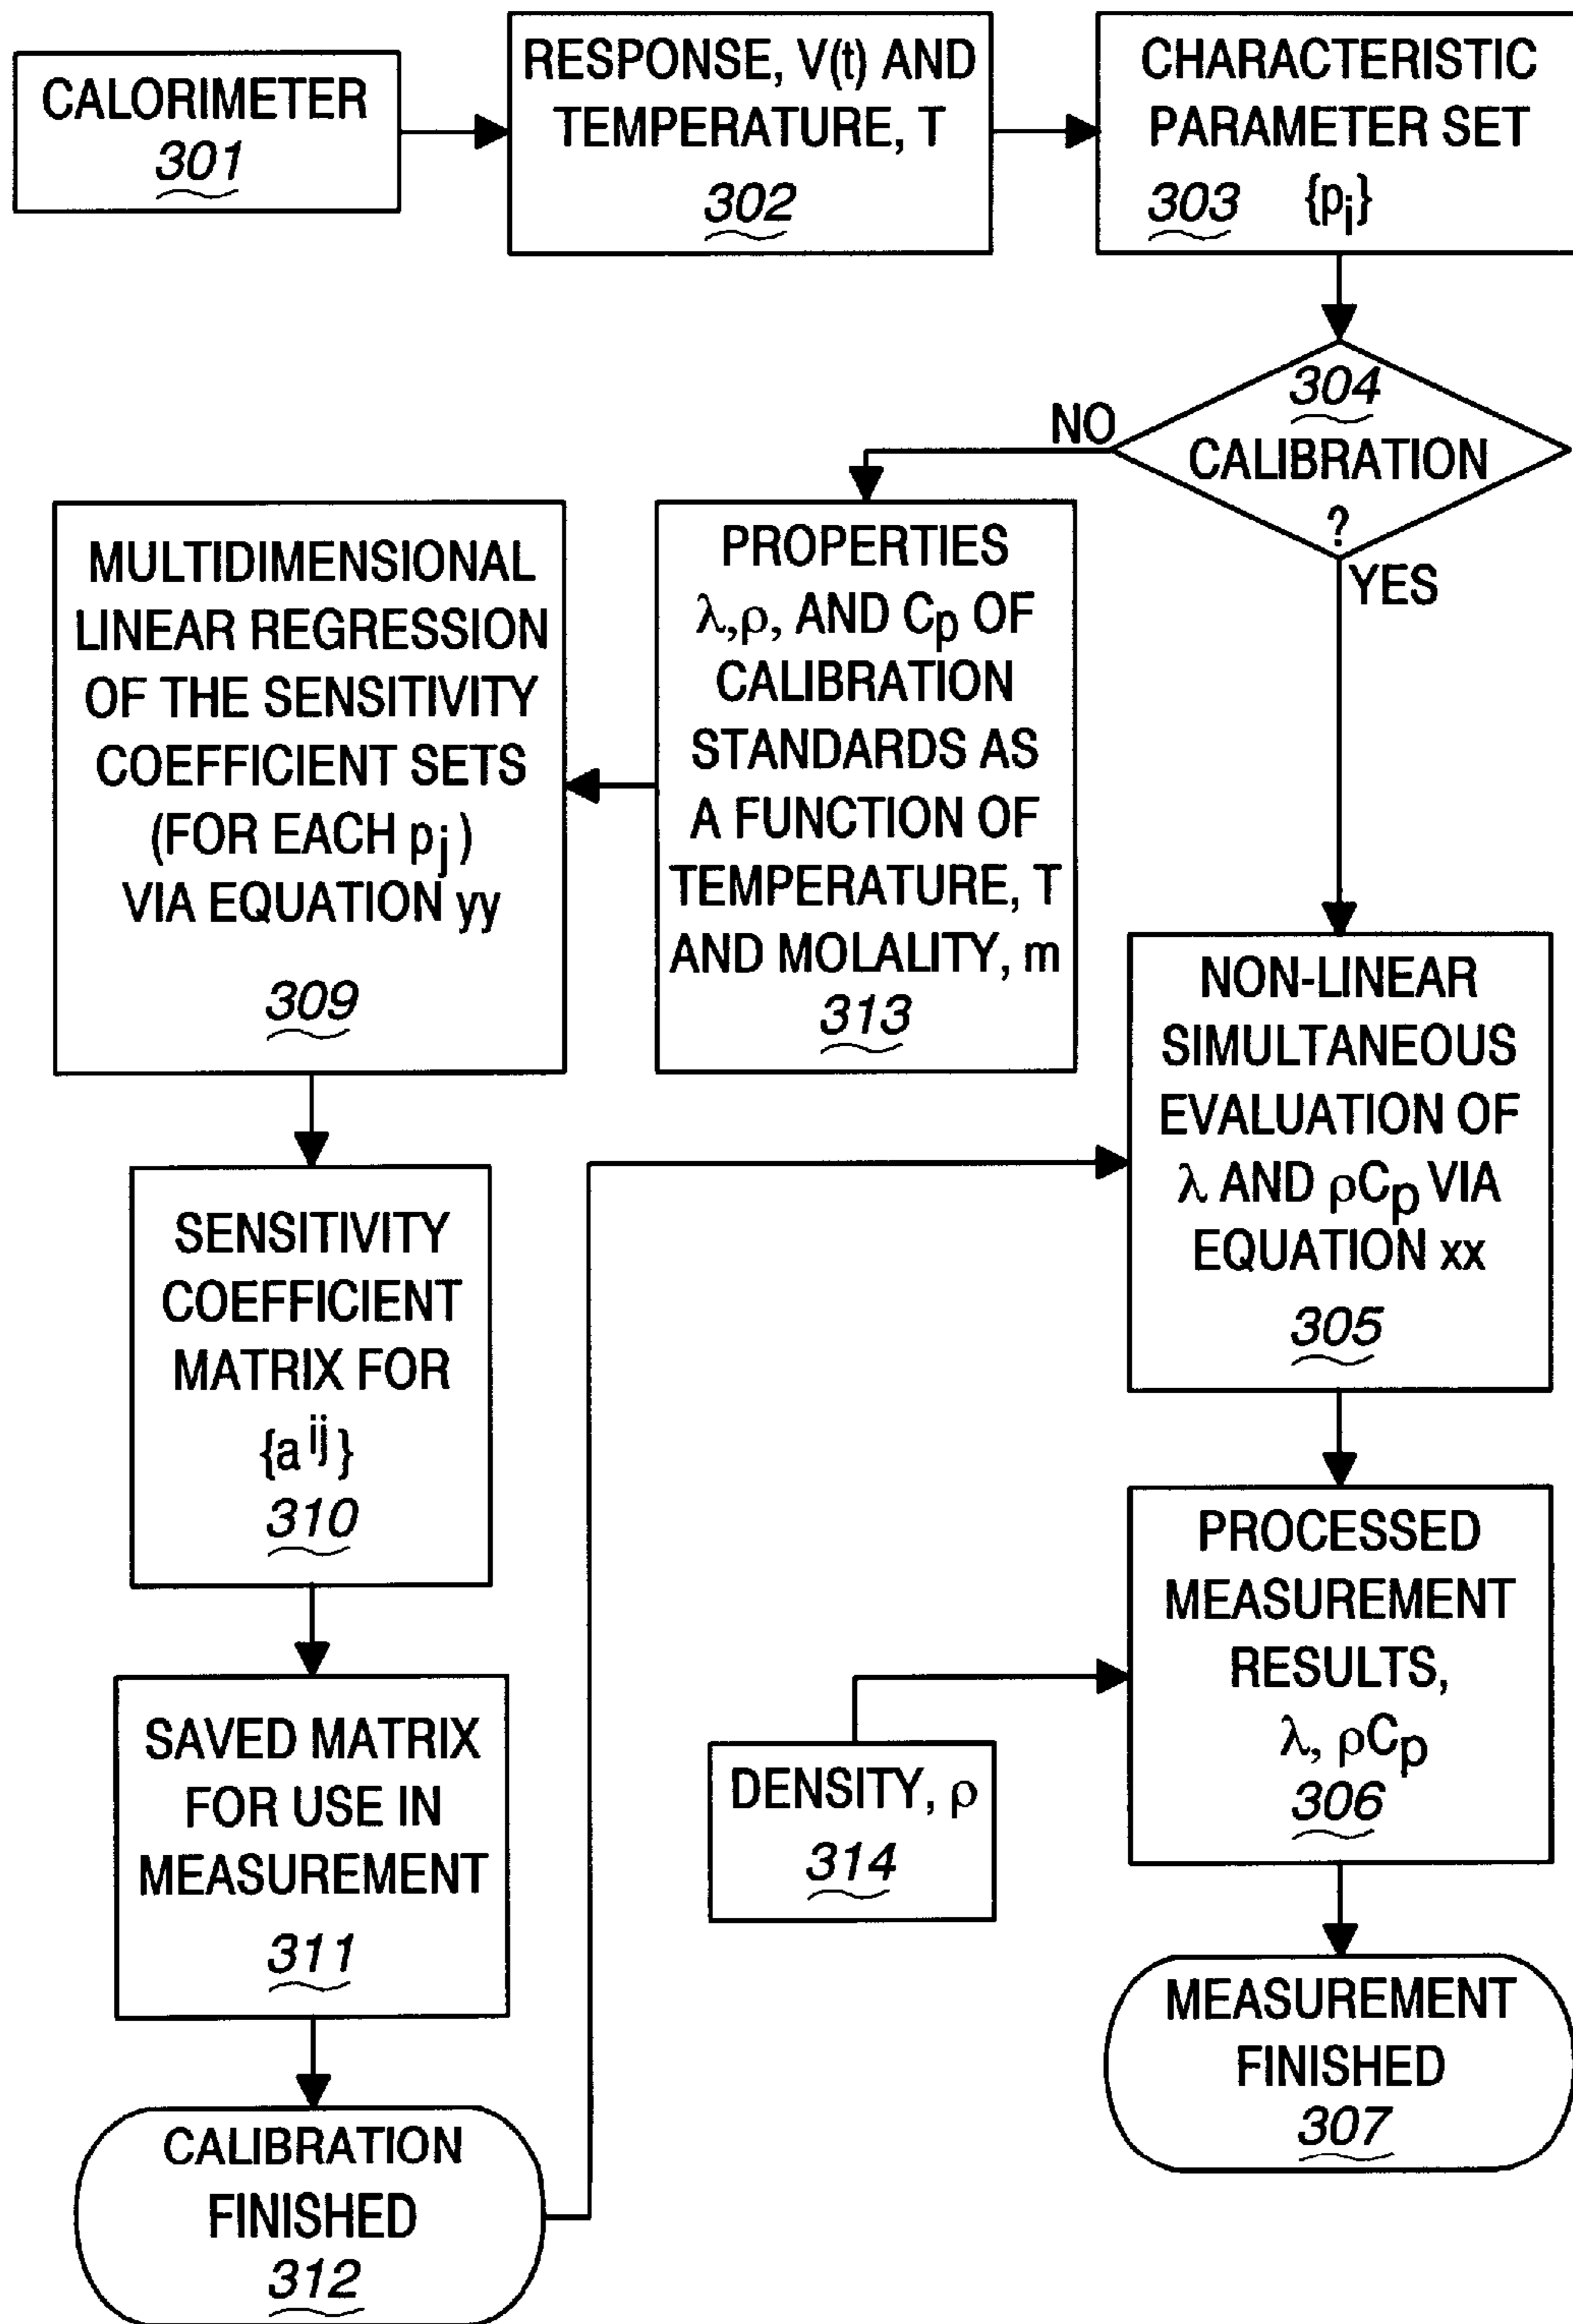 CALORIMETER
301
RESPONSE, V(t) AND
TEMPERATURE, T
302
CHARACTERISTIC
PARAMETER SET
303 {pi}
304
CALIBRATION
?
NO
YES
PROPERTIES
λ,ρ, AND Cp OF
CALIBRATION
STANDARDS AS
A FUNCTION OF
TEMPERATURE, T
AND MOLALITY, m
313
MULTIDIMENSIONAL
LINEAR REGRESSION
OF THE SENSITIVITY
COEFFICIENT SETS
(FOR EACH pj)
VIA EQUATION yy
309
SENSITIVITY
COEFFICIENT
MATRIX FOR
{a ij}
310
SAVED MATRIX
FOR USE IN
MEASUREMENT
311
CALIBRATION
FINISHED
312
NON-LINEAR
SIMULTANEOUS
EVALUATION OF
λ AND ρCp VIA
EQUATION xx
305
DENSITY, ρ
314
PROCESSED
MEASUREMENT
RESULTS,
λ, ρCp
306
MEASUREMENT
FINISHED
307